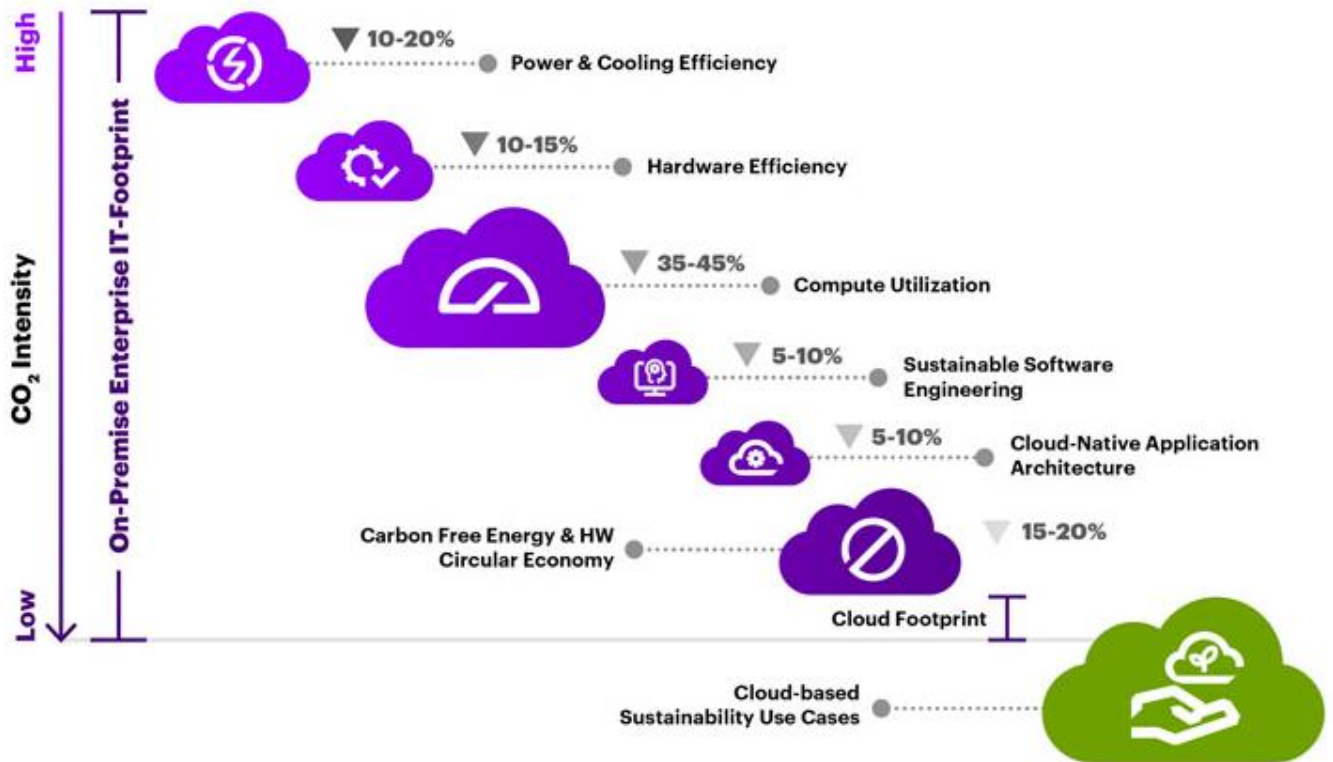 High
10-20%
Power & Cooling Efficiency
10-15%
Hardware Efficiency
On-Premise Enterprise IT-Footprint
CO₂ Intensity
35-45%
Compute Utilization
5-10%
Sustainable Software
Engineering
5-10%
Cloud-Native Application
Architecture
Carbon Free Energy & HW
Circular Economy
15-20%
Low
Cloud Footprint
Cloud-based
Sustainability Use Cases